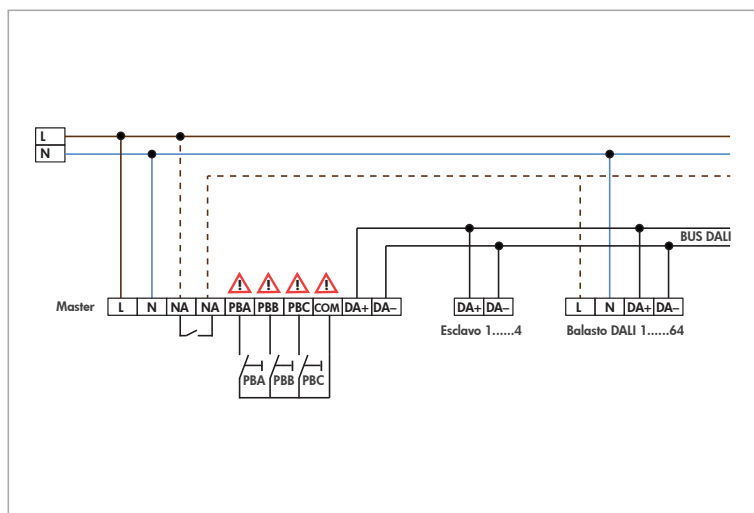 L
N
BUS DALI
Master L N NA NA PBA PBB PBC COM DA+ DA–
DA+ DA–
L N DA+ DA–
Esclavo 1......4
Balasto DALI 1......64
PBA PBB PBC